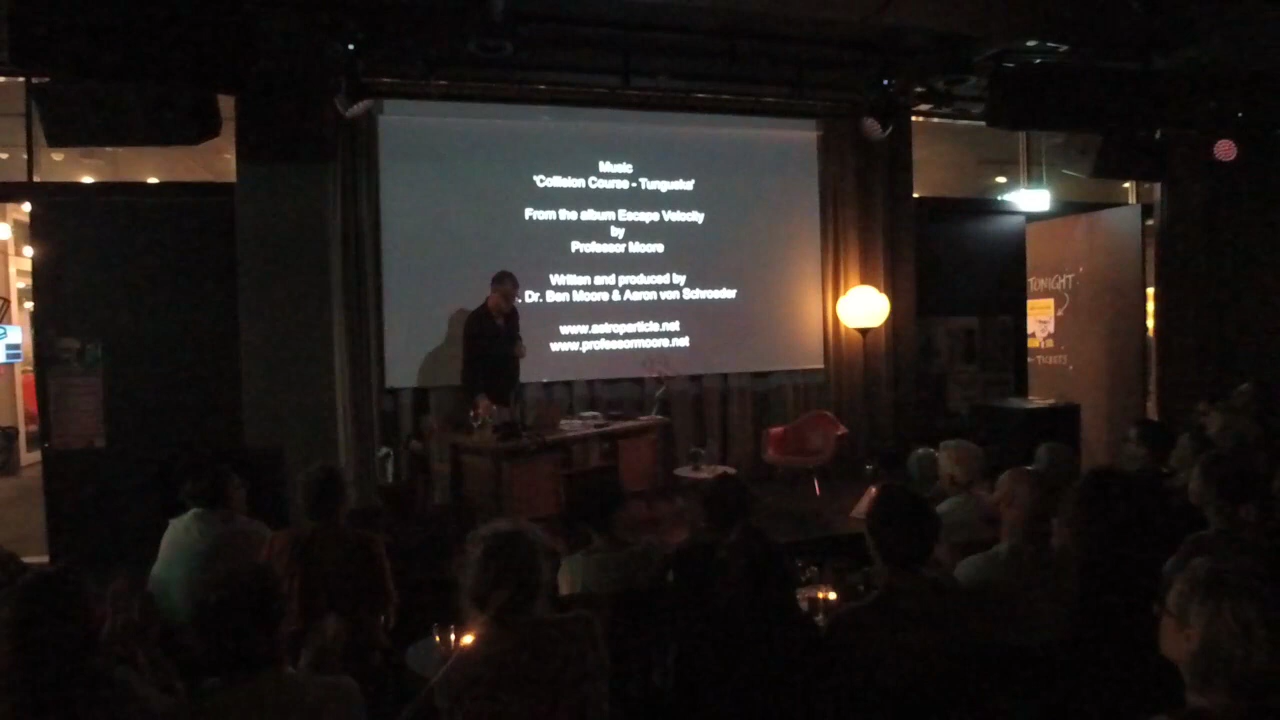 Music
'Collision Course - Tunguska'
From the album Escape Velocity
by
Professor Moore
Written and produced by
. Dr. Ben Moore & Aaron von Schroeder
www.astroparticle.net
www.professormoore.net
TONIGHT
← TICKETS